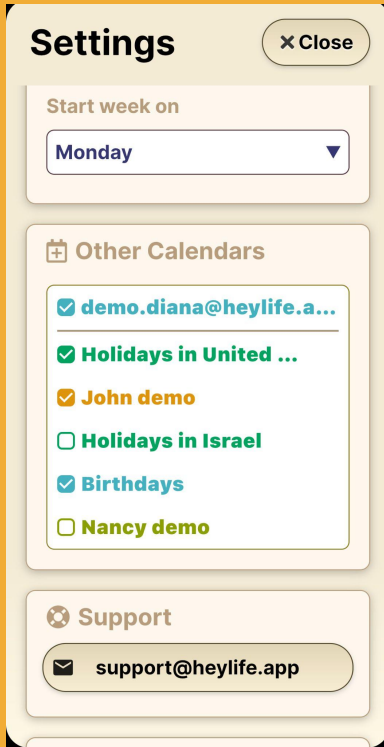 Settings
Close
Start week on
Monday
Other Calendars
demo.diana@heylife.a...
Holidays in United ...
John demo
Holidays in Israel
Birthdays
Nancy demo
Support
support@heylife.app